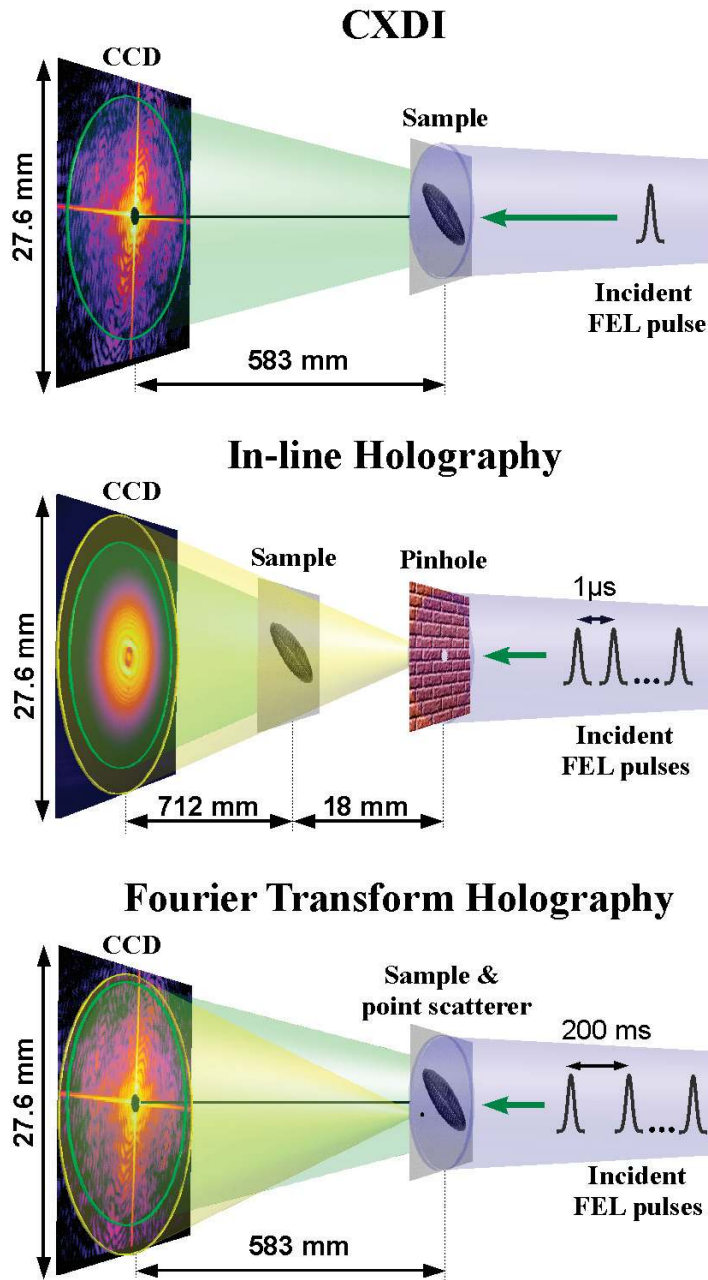 CXDI
CCD
Sample
27.6 mm
Incident
FEL pulse
583 mm
In-line Holography
CCD
Sample
Pinhole
1µs
27.6 mm
Incident
FEL pulses
712 mm
18 mm
Fourier Transform Holography
CCD
Sample &
point scatterer
200 ms
27.6 mm
Incident
FEL pulses
583 mm